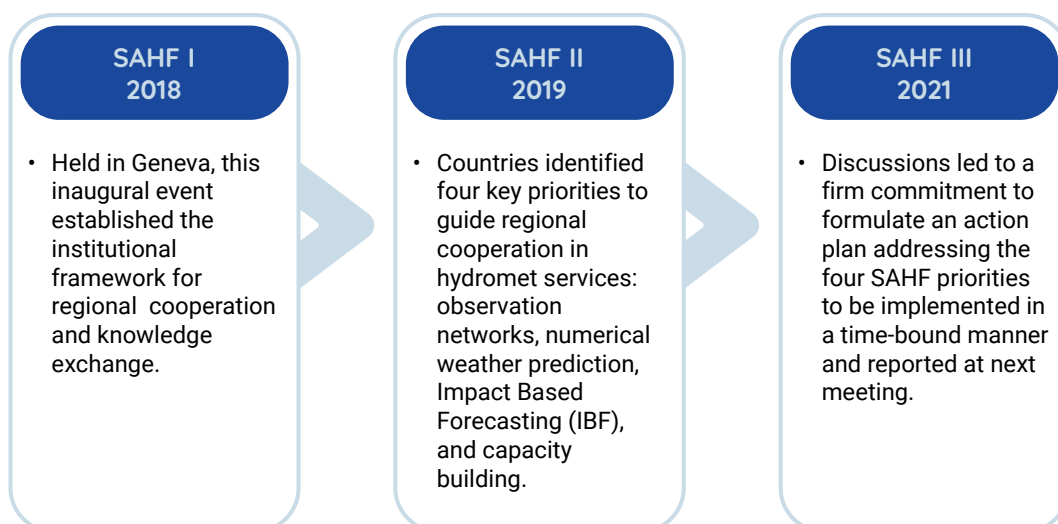 SAHF I
2018
• Held in Geneva, this
inaugural event
established the
institutional
framework for
regional  cooperation
and knowledge
exchange.
SAHF II
2019
• Countries identified
four key priorities to
guide regional
cooperation in
hydromet services:
observation
networks, numerical
weather prediction,
Impact Based
Forecasting (IBF),
and capacity
building.
SAHF III
2021
• Discussions led to a
firm commitment to
formulate an action
plan addressing the
four SAHF priorities
to be implemented in
a time-bound manner
and reported at next
meeting.